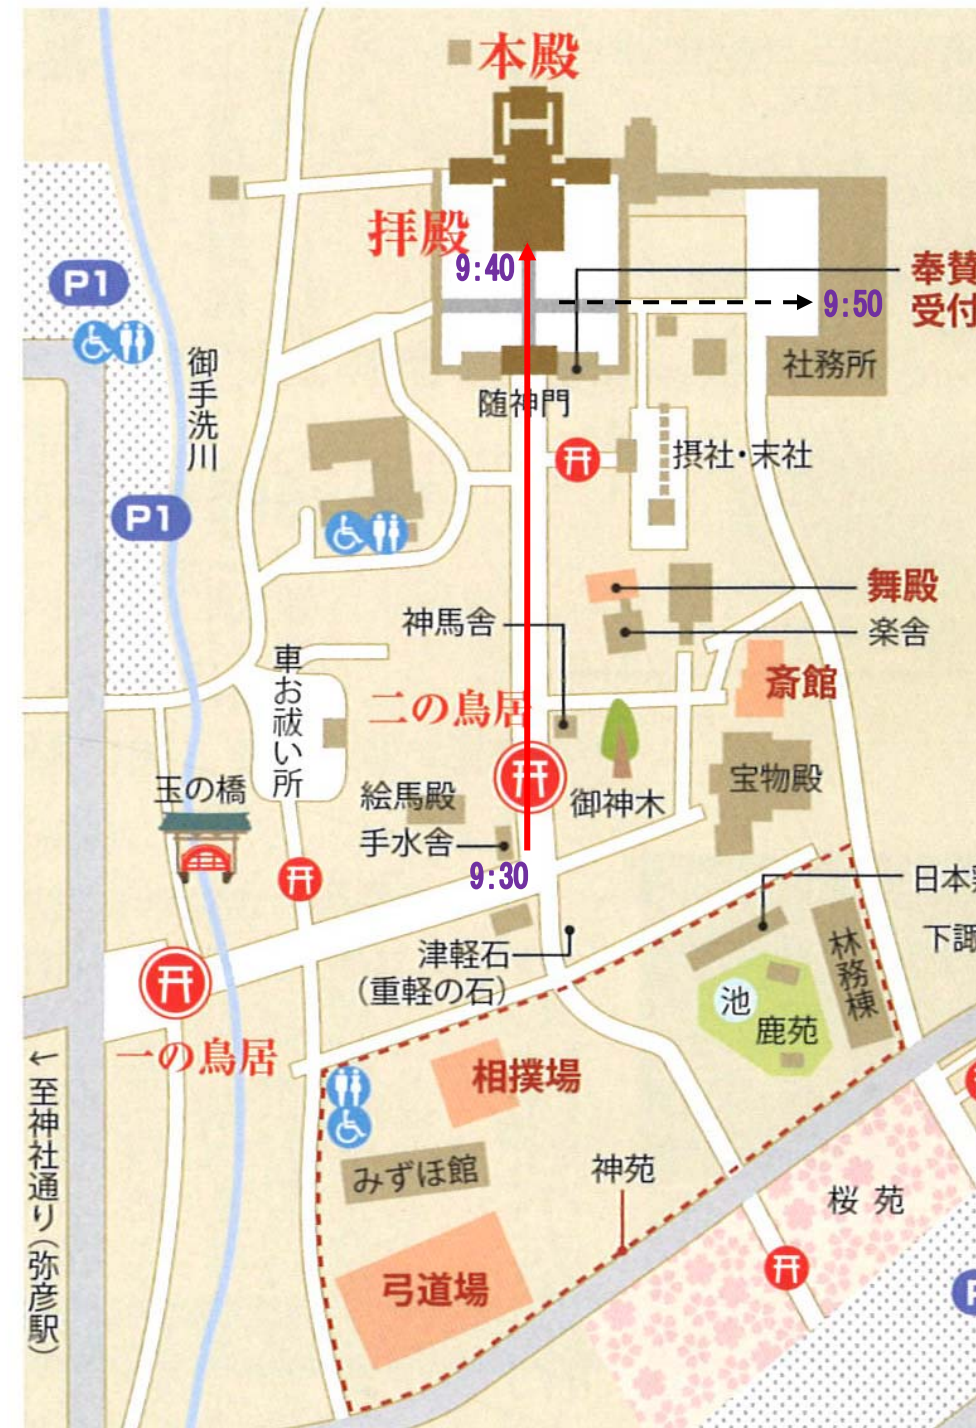 本殿
拝殿
9:40
奉賛
受付
9:50
P1
社務所
御手洗川
随神門
摂社・末社
P1
舞殿
神馬舎
楽舎
車お祓い所
斎館
二の鳥居
玉の橋
絵馬殿
御神木
宝物殿
手水舎
9:30
日本
下諏
津軽石
(重軽の石)
林務棟
池
鹿苑
一の鳥居
相撲場
←至神社通り(弥彦駅)
みずほ館
神苑
桜苑
弓道場
P